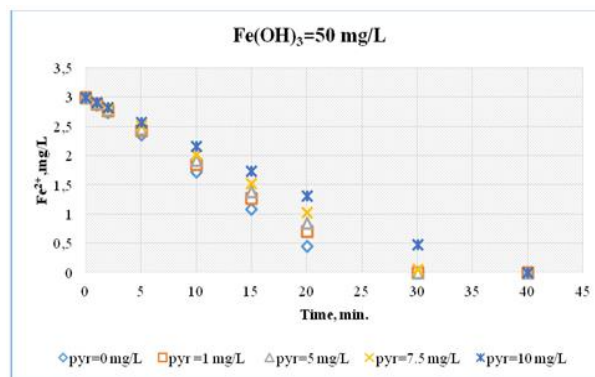 Fe(OH)₃=50 mg/L
3,5
3
2,5
2
1,5
1
0,5
0
Fe²⁺,mg/L
0 5 10 15 20 25 30 35 40 45
Time, min.
pyr=0 mg/L pyr =1 mg/L pyr=5 mg/L pyr=7.5 mg/L pyr=10 mg/L